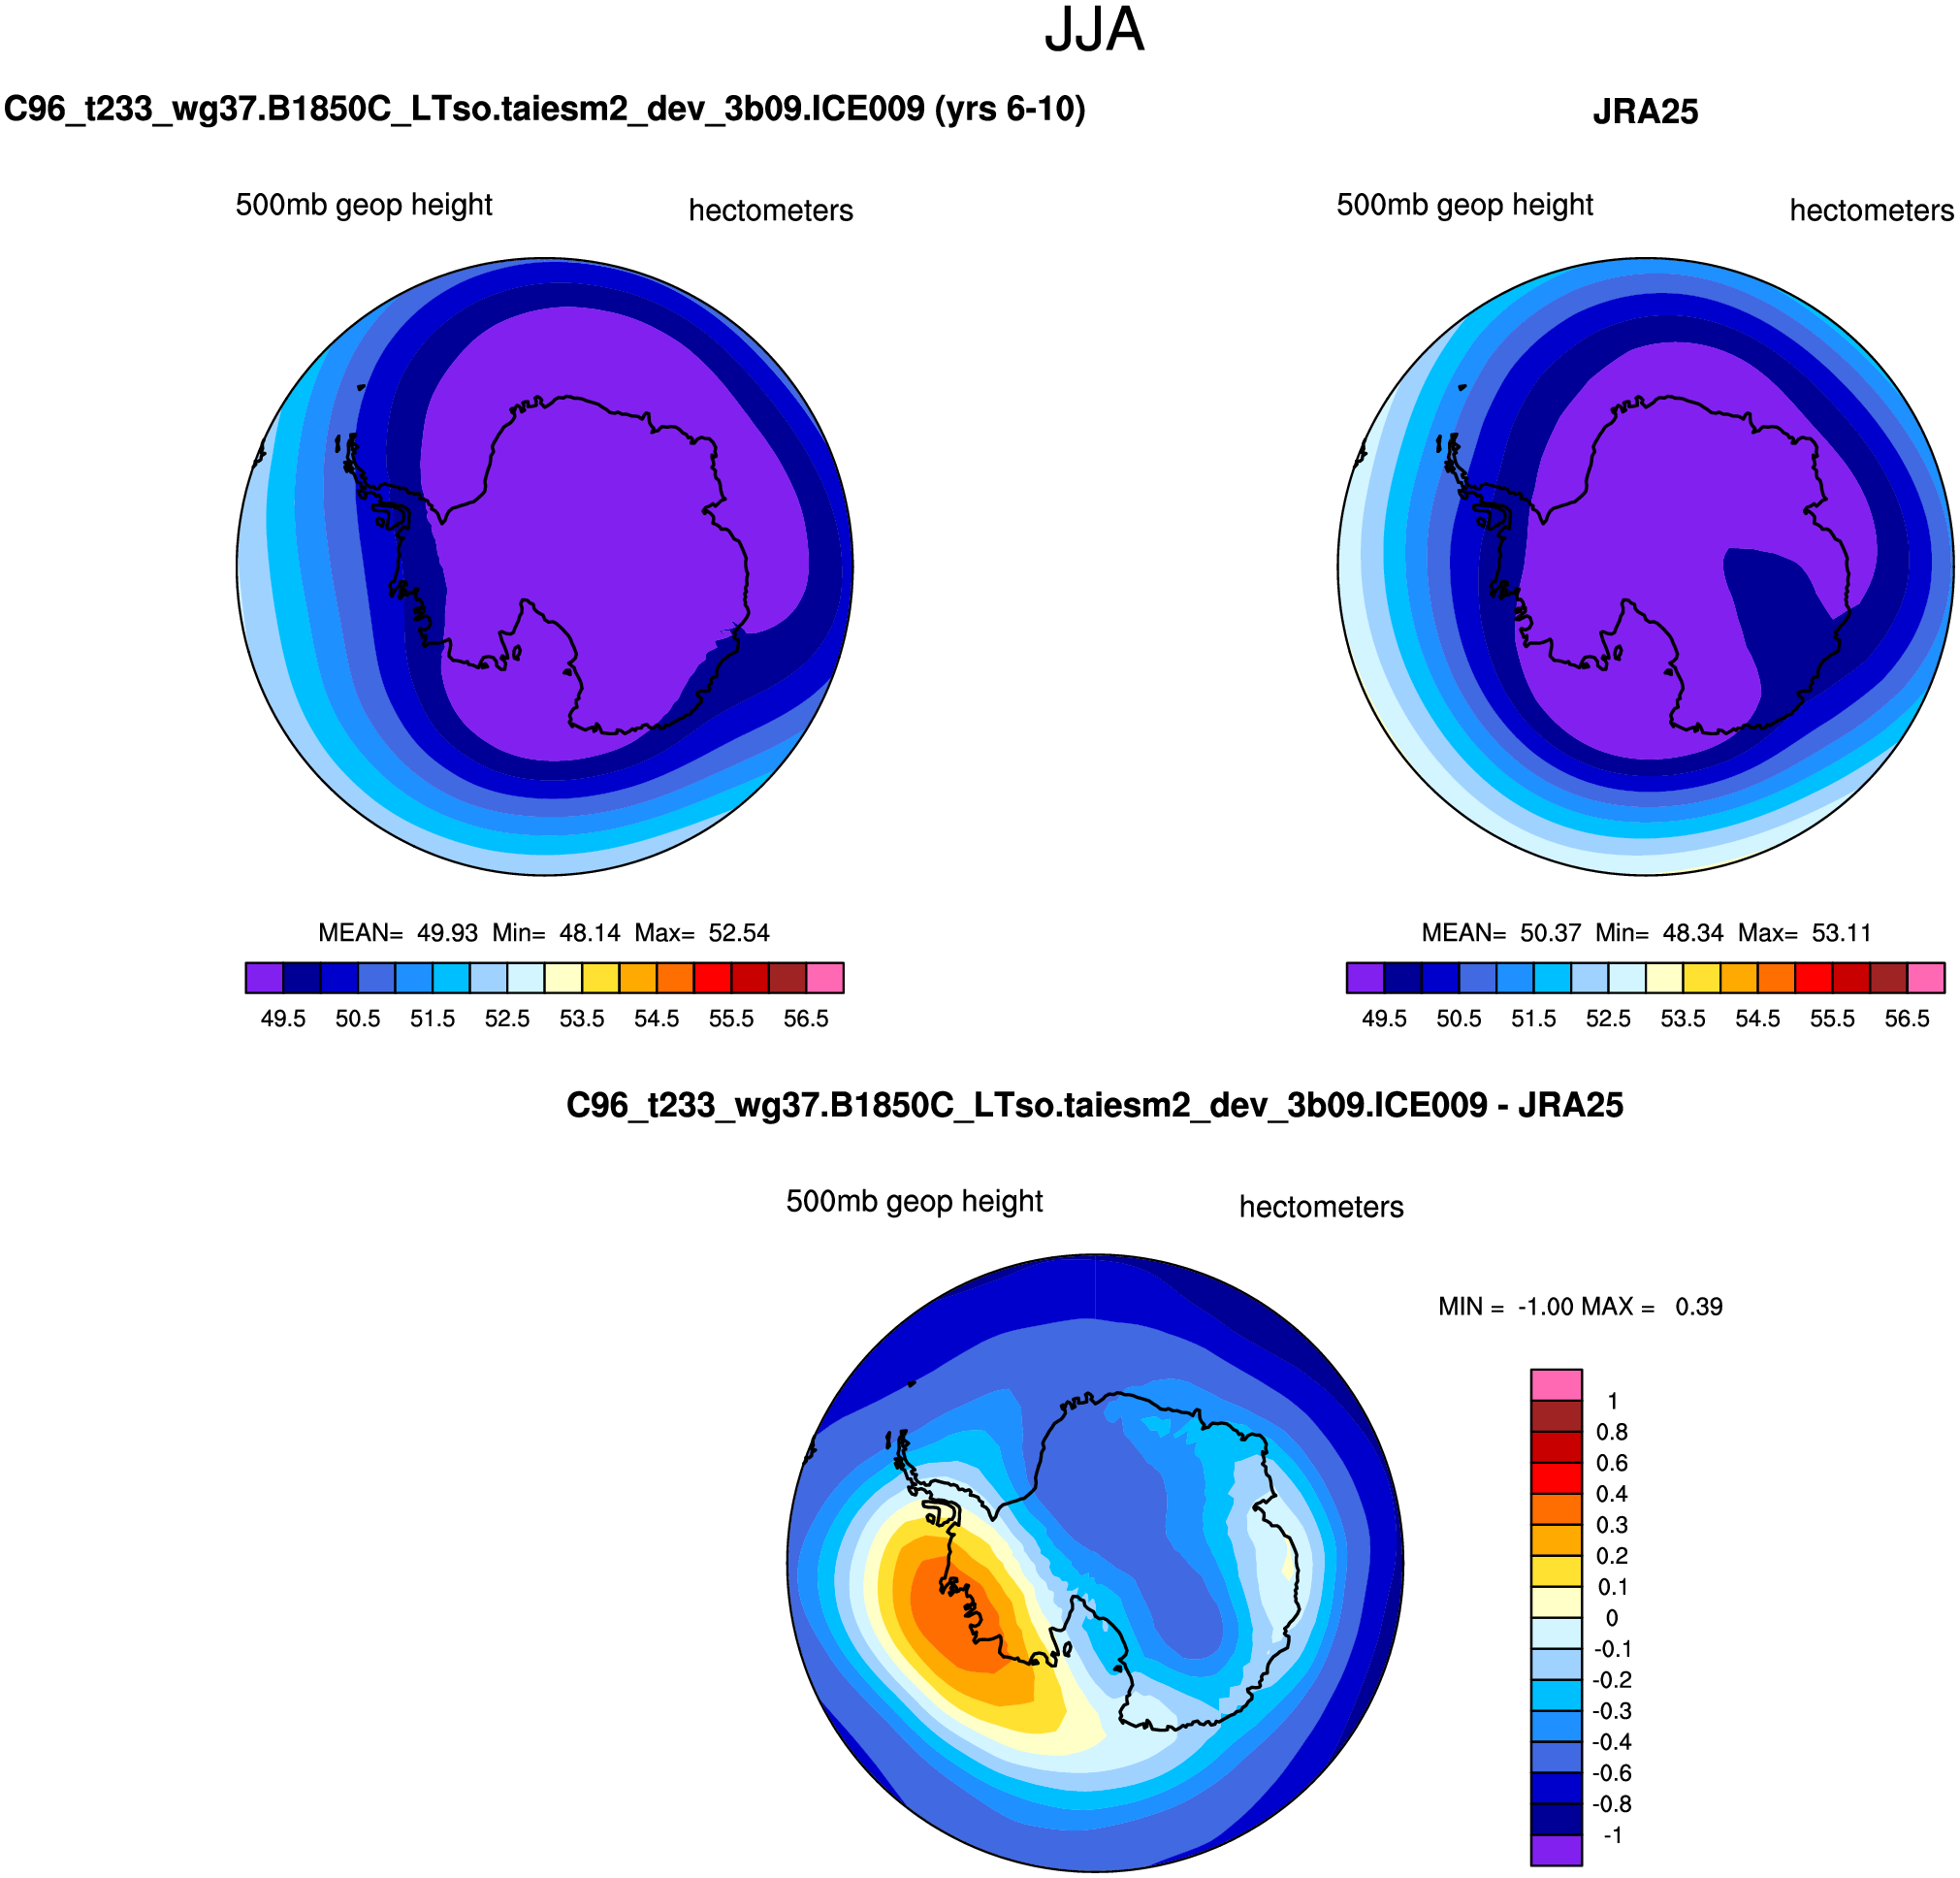 JJA
C96_t233_wg37.B1850C_LTso.taiesm2_dev_3b09.ICE009 (yrs 6-10)
JRA25
500mb geop height hectometers
500mb geop height hectometers
MEAN= 49.93 Min= 48.14 Max= 52.54
MEAN= 50.37 Min= 48.34 Max= 53.11
49.5 50.5 51.5 52.5 53.5 54.5 55.5 56.5
49.5 50.5 51.5 52.5 53.5 54.5 55.5 56.5
C96_t233_wg37.B1850C_LTso.taiesm2_dev_3b09.ICE009 - JRA25
500mb geop height hectometers
MIN = -1.00 MAX = 0.39
1
0.8
0.6
0.4
0.3
0.2
0.1
0
-0.1
-0.2
-0.3
-0.4
-0.6
-0.8
-1